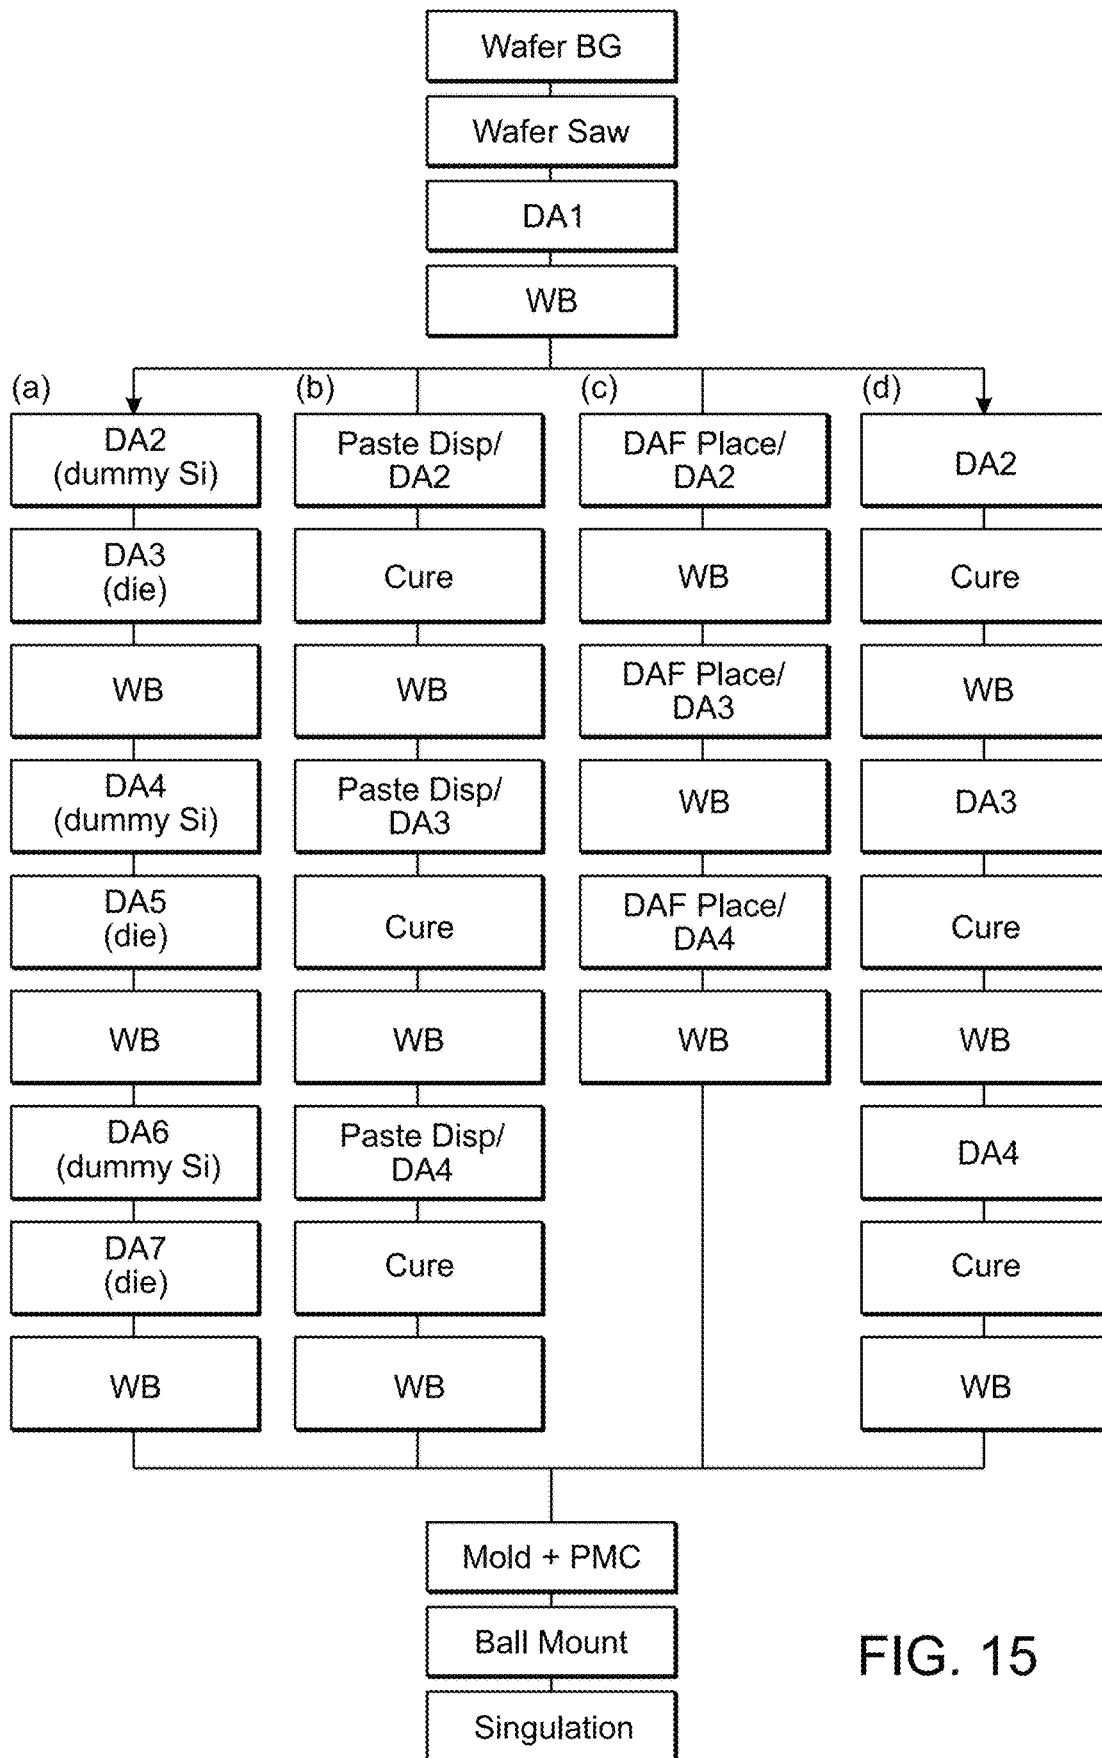 Wafer BG
Wafer Saw
DA1
WB
(a)
DA2
(dummy Si)
DA3
(die)
WB
DA4
(dummy Si)
DA5
(die)
WB
DA6
(dummy Si)
DA7
(die)
WB
(b)
Paste Disp/
DA2
Cure
WB
Paste Disp/
DA3
Cure
WB
Paste Disp/
DA4
Cure
WB
(c)
DAF Place/
DA2
WB
DAF Place/
DA3
WB
DAF Place/
DA4
WB
(d)
DA2
Cure
WB
DA3
Cure
WB
DA4
Cure
WB
Mold + PMC
Ball Mount
Singulation
FIG. 15